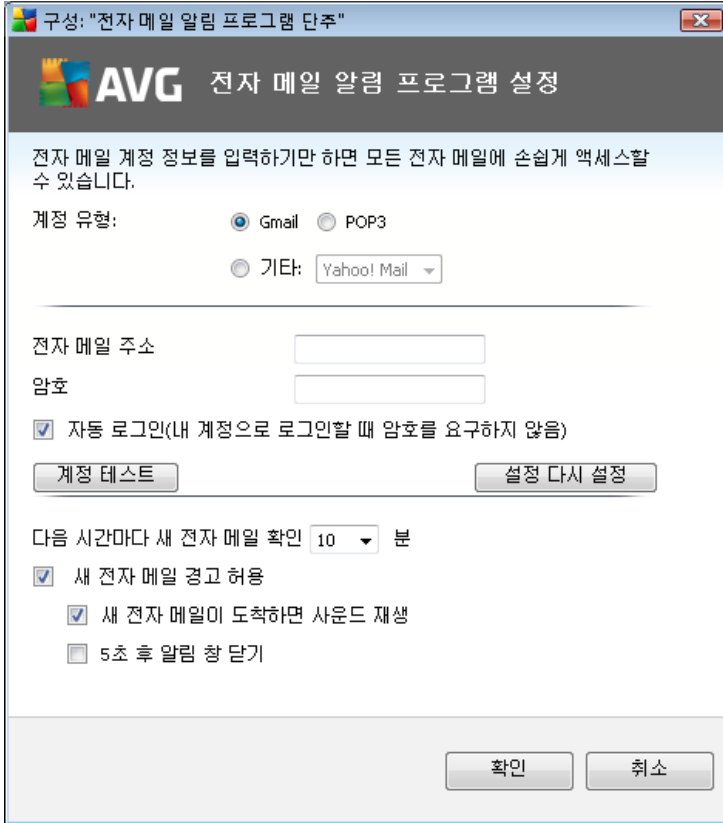 구성: "전자 메일 알림 프로그램 단추"
AVG 전자 메일 알림 프로그램 설정
전자 메일 계정 정보를 입력하기만 하면 모든 전자 메일에 손쉽게 액세스할
수 있습니다.
계정 유형: Gmail POP3
기타: Yahoo! Mail
전자 메일 주소
암호
자동 로그인(내 계정으로 로그인할 때 암호를 요구하지 않음)
계정 테스트 설정 다시 설정
다음 시간마다 새 전자 메일 확인 10 분
새 전자 메일 경고 허용
새 전자 메일이 도착하면 사운드 재생
5초 후 알림 창 닫기
확인 취소